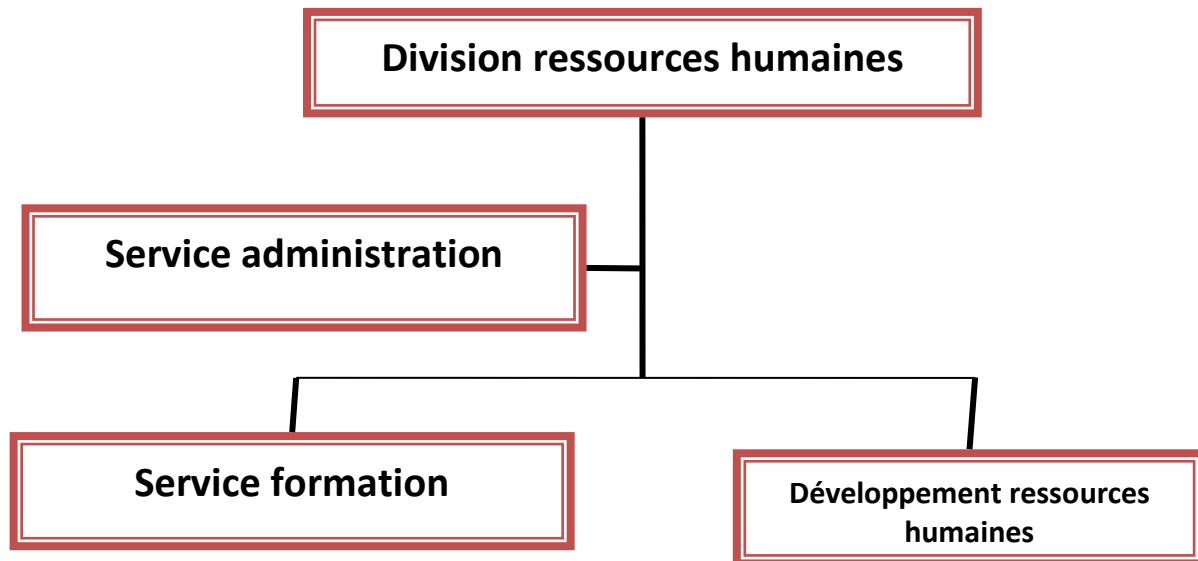 Division ressources humaines
Service administration
Service formation
Développement ressources
humaines